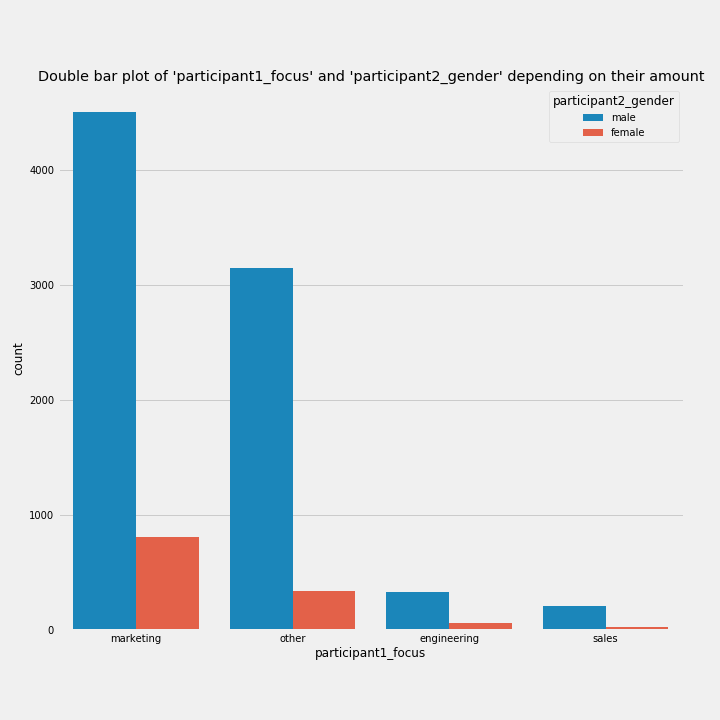 Double bar plot of 'participant1_focus' and 'participant2_gender' depending on their amount
participant2_gender
male
female
count
4000
3000
2000
1000
0
marketing other engineering sales
participant1_focus